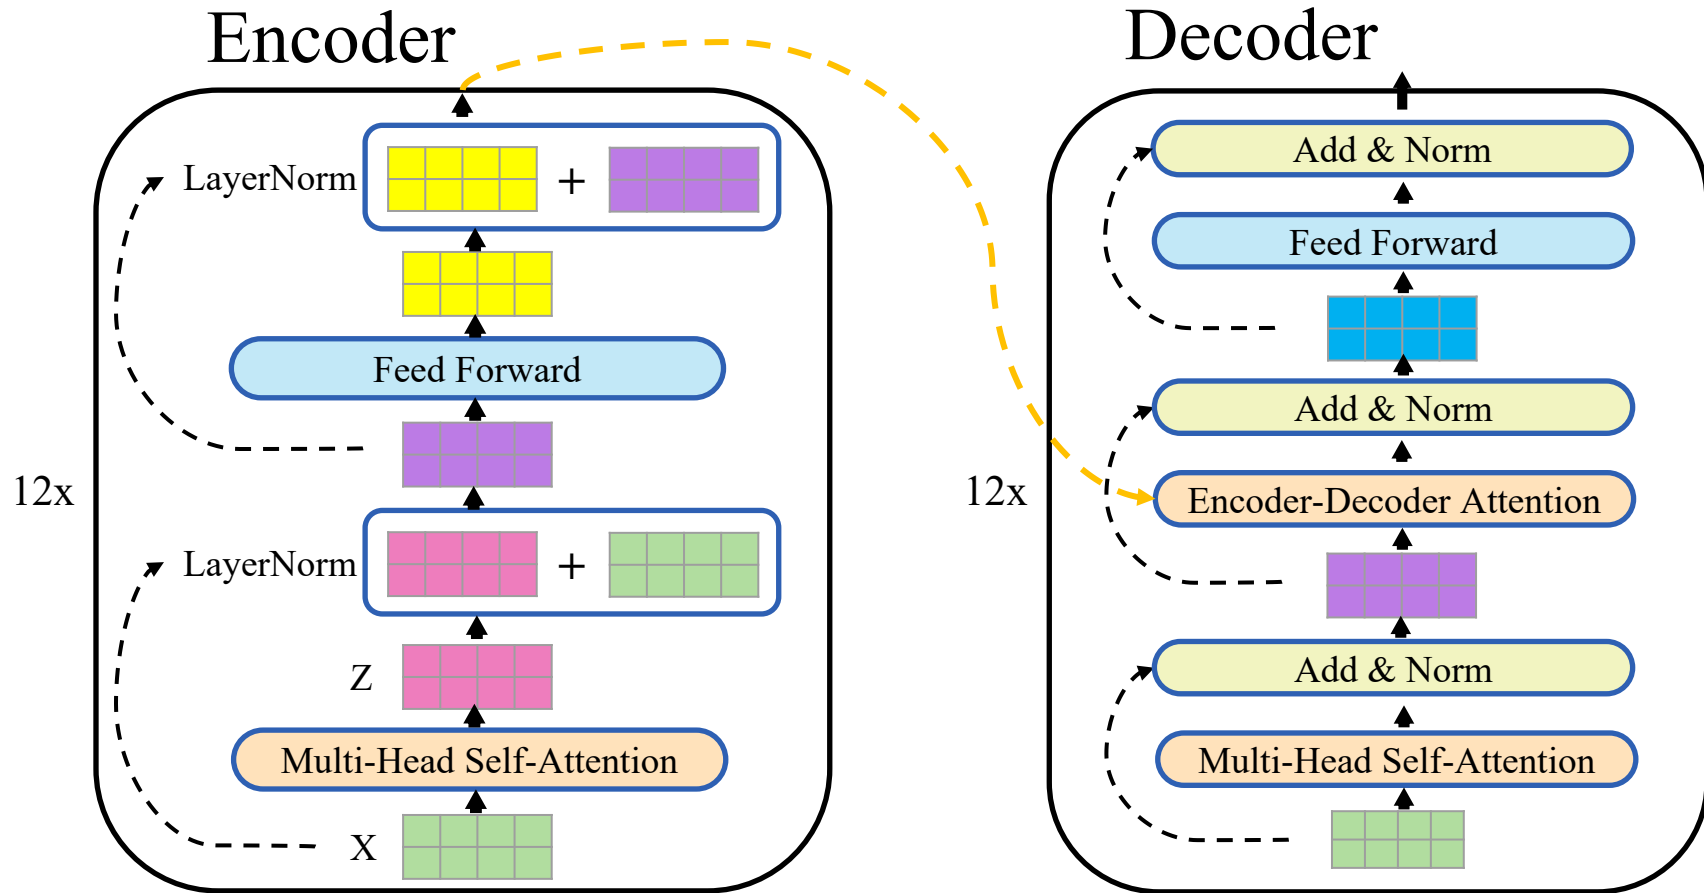 Encoder
LayerNorm
+
Feed Forward
12x
LayerNorm
+
Z
Multi-Head Self-Attention
X
Decoder
Add & Norm
Feed Forward
Add & Norm
12x
Encoder-Decoder Attention
Add & Norm
Multi-Head Self-Attention